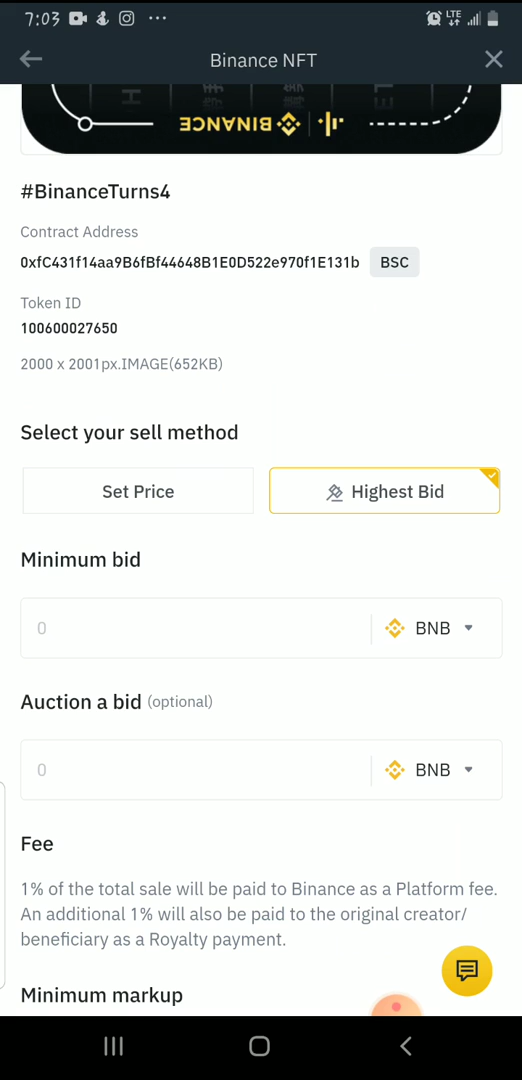 7:03
LTE
Binance NFT
BINANCE
#BinanceTurns4
Contract Address
0xfC431f14aa9B6fBf44648B1E0D522e970f1E131b BSC
Token ID
100600027650
2000 x 2001px.IMAGE(652KB)
Select your sell method
Set Price
Highest Bid
Minimum bid
0 BNB
Auction a bid (optional)
0 BNB
Fee
1% of the total sale will be paid to Binance as a Platform fee.
An additional 1% will also be paid to the original creator/
beneficiary as a Royalty payment.
Minimum markup